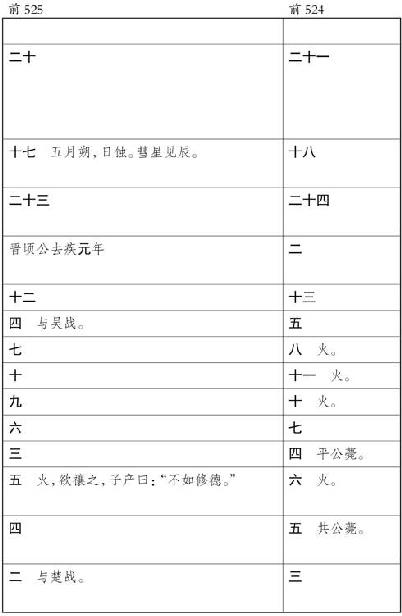 前 525 前 524
二十 二十一
十七 五月朔，日蚀。彗星见辰。 十八
二十三 二十四
晋顷公去疾元年 二
十二 十三
四 与吴战。 五
七 八 火。
十 十一 火。
九 十 火。
六 七
三 四 平公薨。
五 火，欲禳之，子产曰：“不如修德。” 六 火。
四 五 共公薨。
二 与楚战。 三